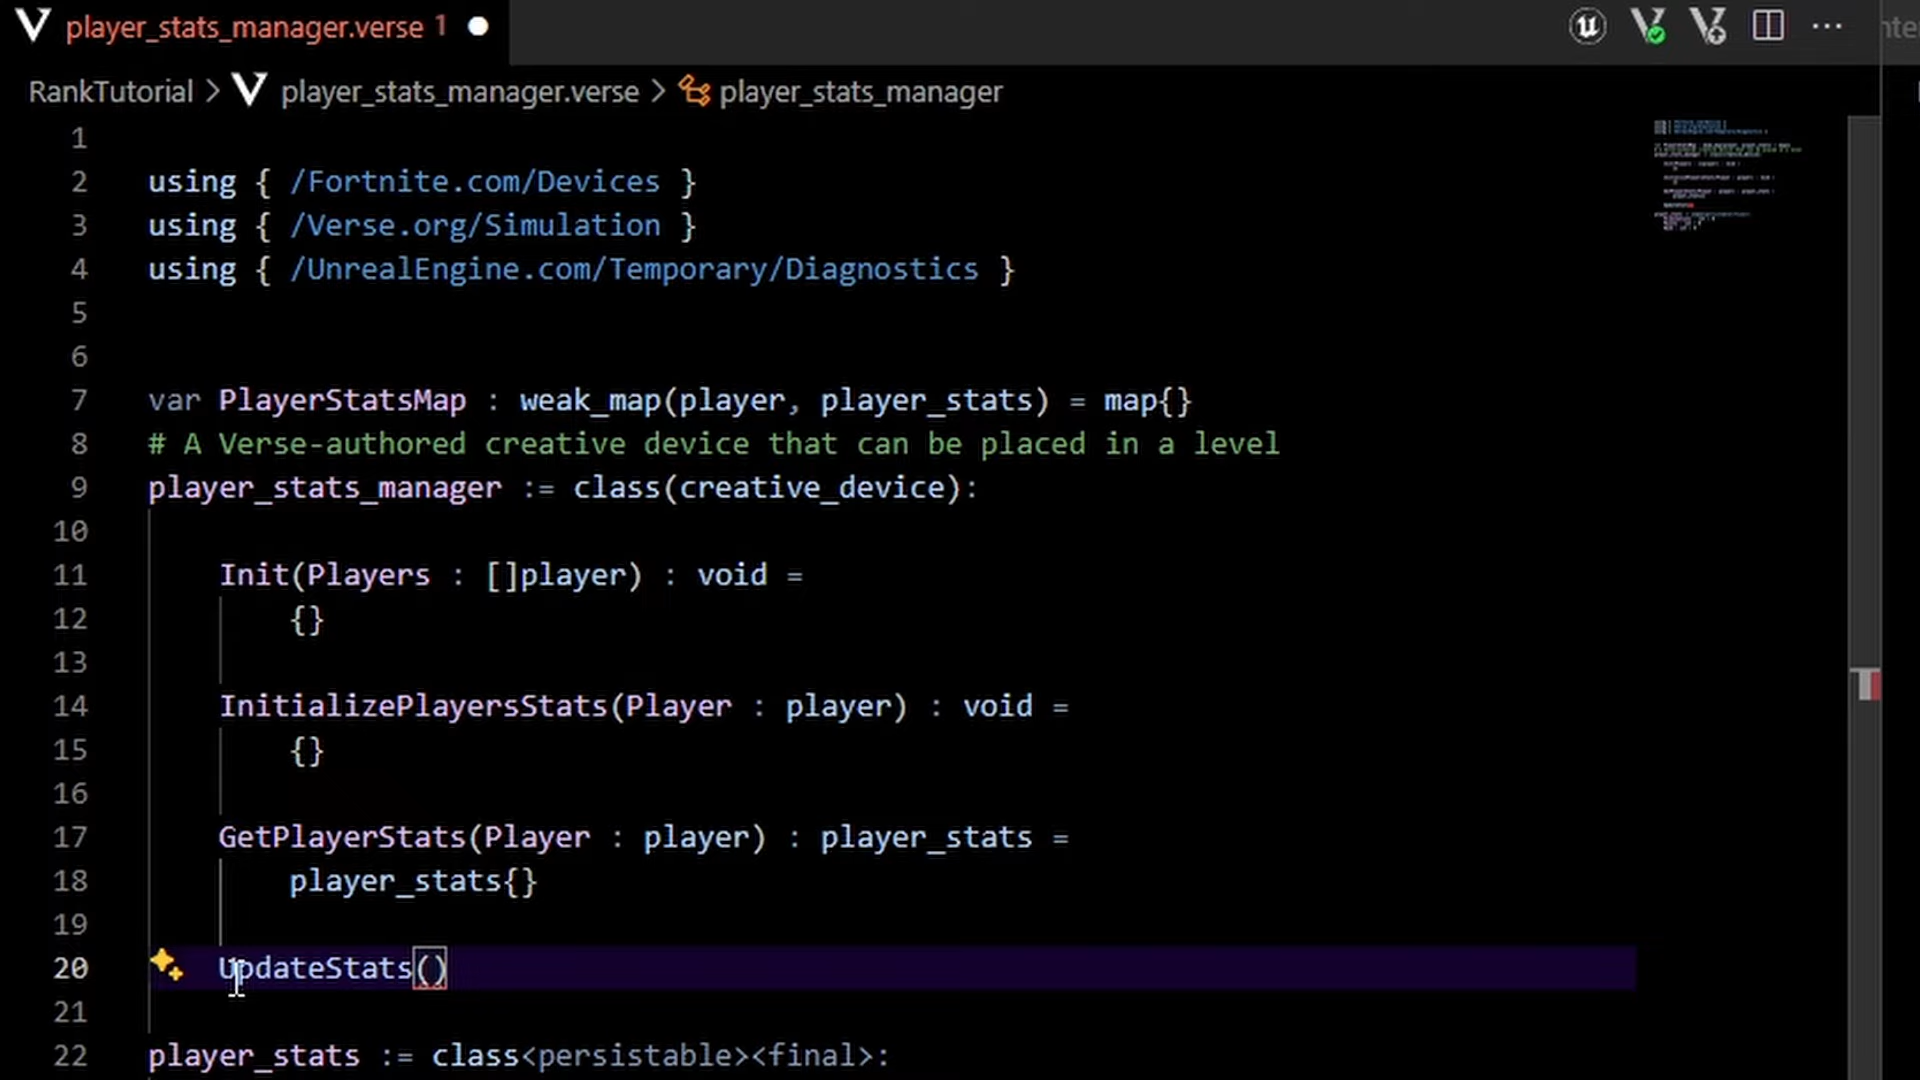 player_stats_manager.verse 1
RankTutorial > player_stats_manager.verse > player_stats_manager
1
2 using { /Fortnite.com/Devices }
3 using { /Verse.org/Simulation }
4 using { /UnrealEngine.com/Temporary/Diagnostics }
5
6
7 var PlayerStatsMap : weak_map(player, player_stats) = map{}
8 # A Verse-authored creative device that can be placed in a level
9 player_stats_manager := class(creative_device):
10
11 Init(Players : []player) : void =
12 {}
13
14 InitializePlayersStats(Player : player) : void =
15 {}
16
17 GetPlayerStats(Player : player) : player_stats =
18 player_stats{}
19
20 UpdateStats()
21
22 player_stats := class<persistable><final>: